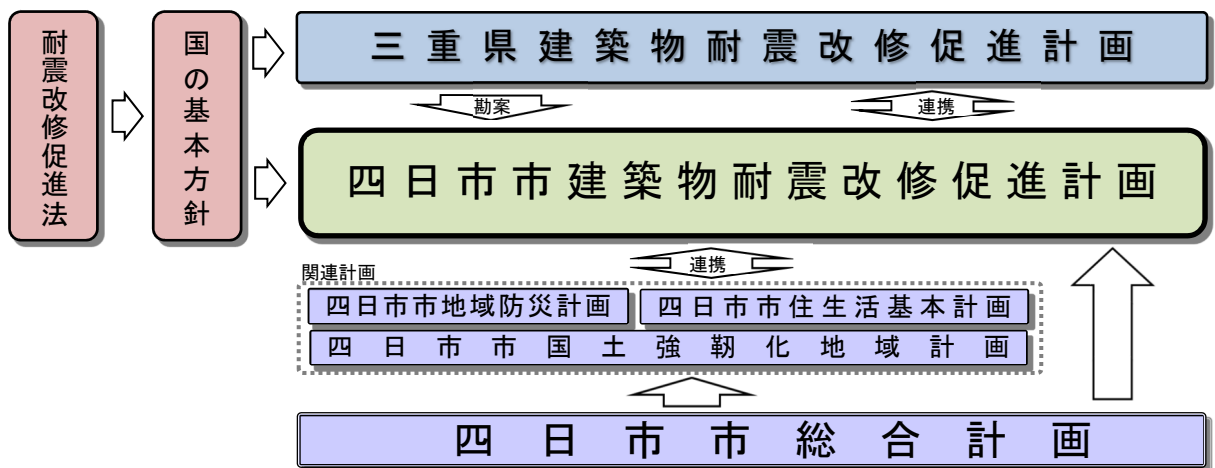 耐震改修促進法
国の基本方針
三重県建築物耐震改修促進計画
勘案
連携
四日市市建築物耐震改修促進計画
連携
関連計画
四日市市地域防災計画
四日市市住生活基本計画
四日市市国土強靭化地域計画
四日市市総合計画